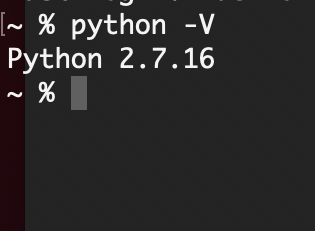 [~ % python -V
Python 2.7.16
~ %